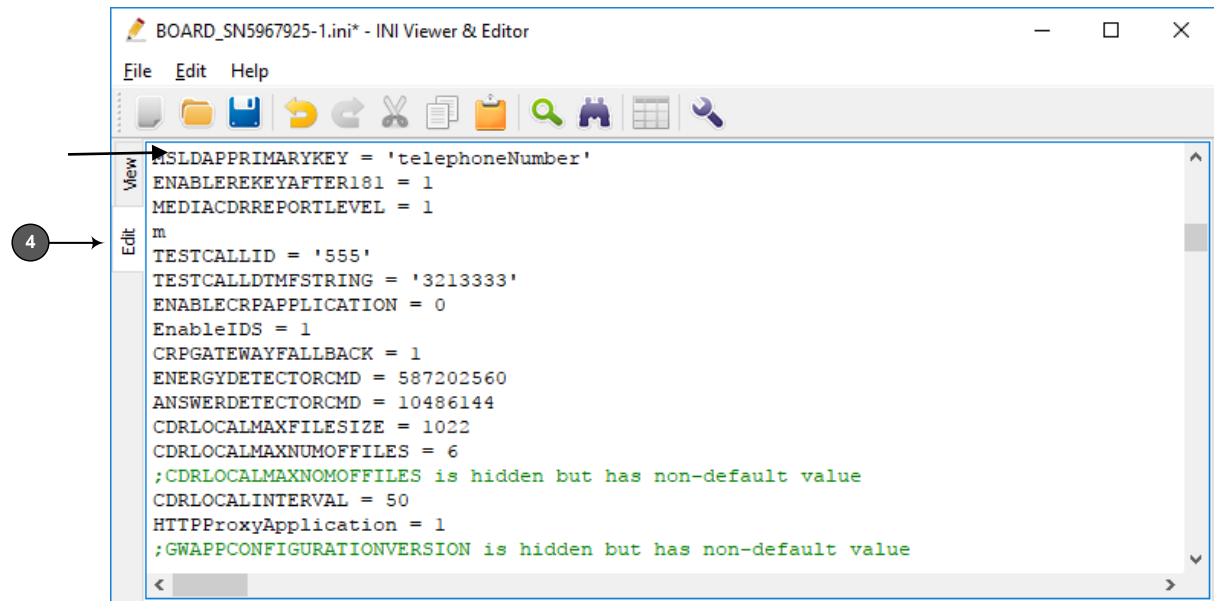 BOARD_SN5967925-1.ini* - INI Viewer & Editor
File Edit Help
View
Edit
4
MSLDAPPRIMARYKEY = 'telephoneNumber'
ENABLEREKEYAFTER181 = 1
MEDIACDRREPORTLEVEL = 1
m
TESTCALLID = '555'
TESTCALLDTMFSTRING = '3213333'
ENABLECRPAPPLICATION = 0
EnableIDS = 1
CRPGATEWAYFALLBACK = 1
ENERGYDETECTORCMD = 587202560
ANSWERDETECTORCMD = 10486144
CDRLOCALMAXFILESIZE = 1022
CDRLOCALMAXNUMOFFILES = 6
;CDRLOCALMAXNOMOFFILES is hidden but has non-default value
CDRLOCALINTERVAL = 50
HTTPProxyApplication = 1
;GWAPPCONFIGURATIONVERSION is hidden but has non-default value